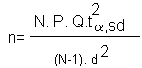 n= N. P. Q.t²α,sd
(N-1). d²